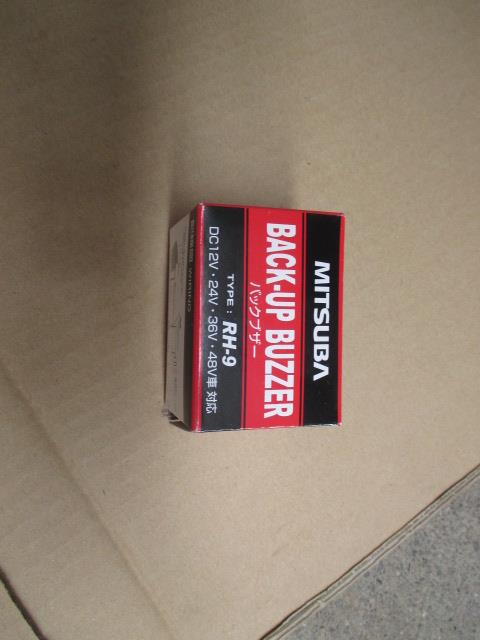 MITSUBA
BACK-UP BUZZER
バックブザー
TYPE: RH-9
DC12V・24V・36V・48V車 対応
WIRING